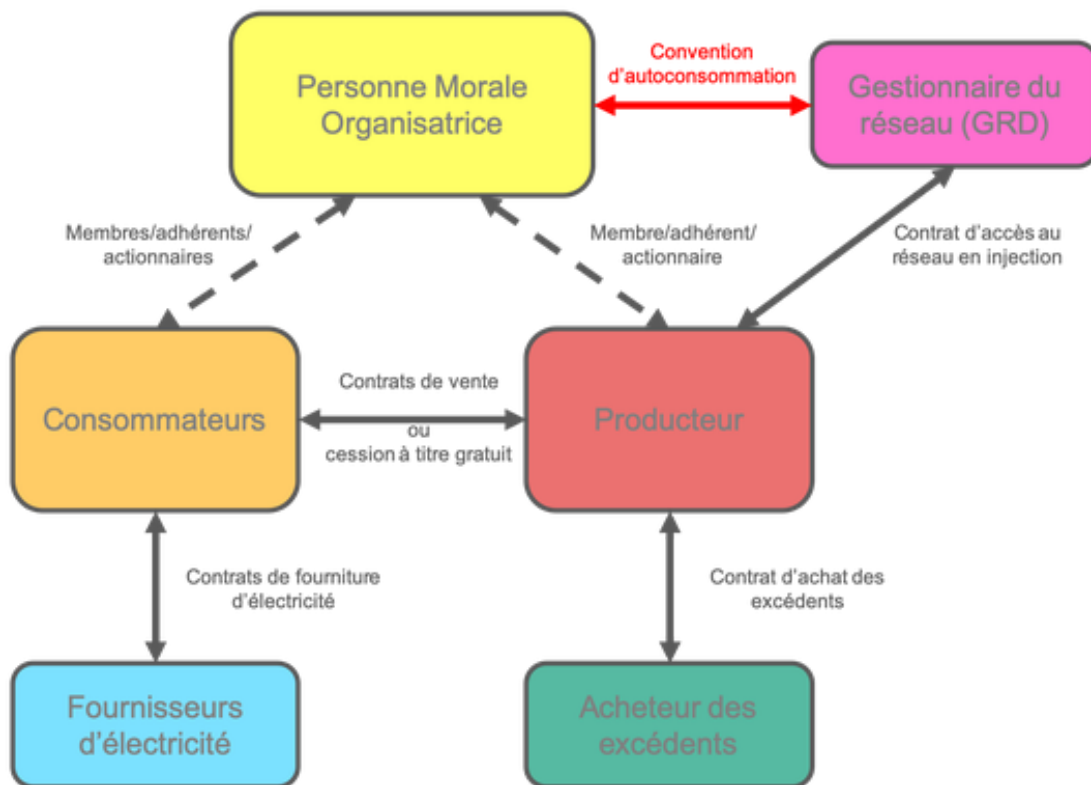 Personne Morale
Organisatrice
Convention
d'autoconsommation
Gestionnaire du
réseau (GRD)
Membres/adhérents/
actionnaires
Membre/adhérent/
actionnaire
Contrat d'accès au
réseau en injection
Consommateurs
Contrats de vente
ou
cession à titre gratuit
Producteur
Contrats de fourniture
d'électricité
Contrat d'achat des
excédents
Fournisseurs
d'électricité
Acheteur des
excédents